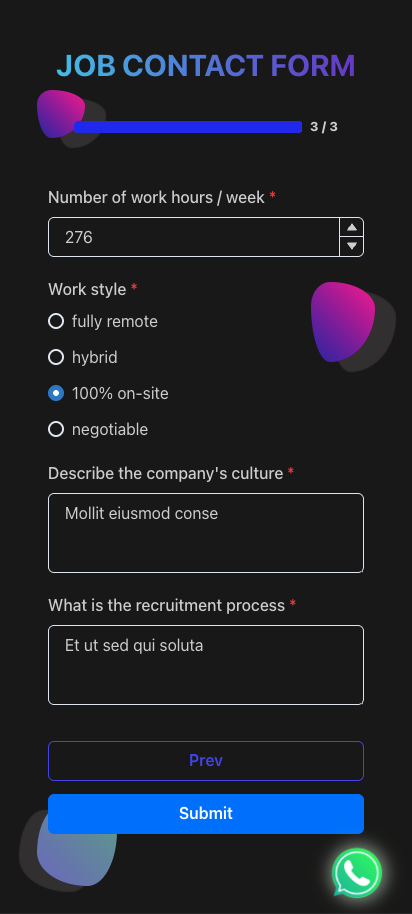 JOB CONTACT FORM
3 / 3
Number of work hours / week *
276
Work style *
fully remote
hybrid
100% on-site
negotiable
Describe the company's culture *
Mollit eiusmod conse
What is the recruitment process *
Et ut sed qui soluta
Prev
Submit